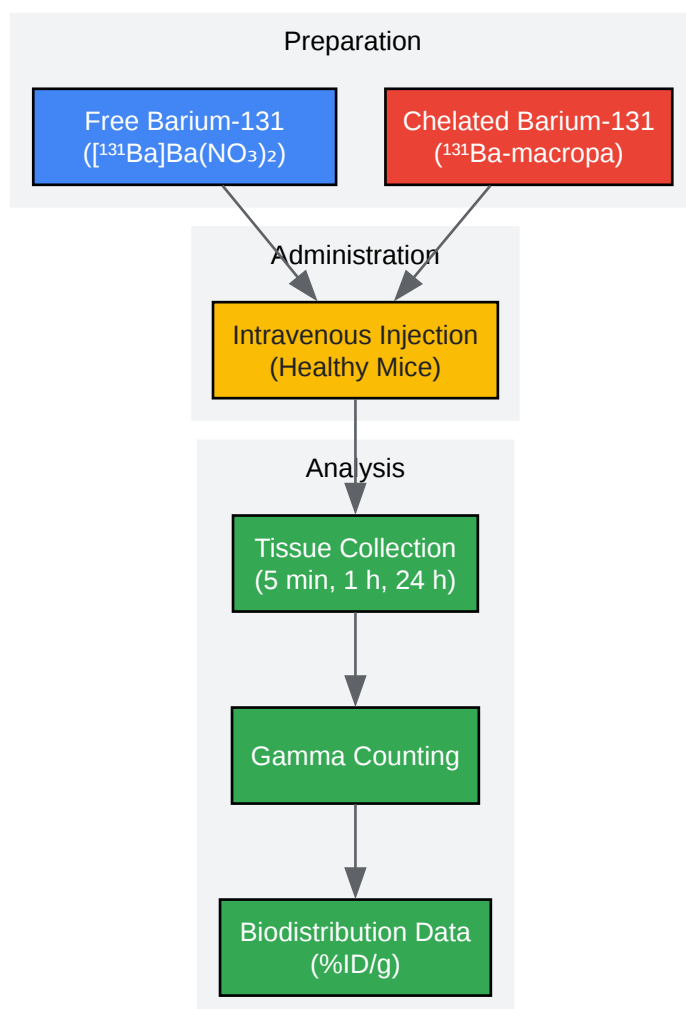 Preparation
Free Barium-131
([¹³¹Ba]Ba(NO₃)₂)
Chelated Barium-131
(¹³¹Ba-macropa)
Administration
Intravenous Injection
(Healthy Mice)
Analysis
Tissue Collection
(5 min, 1 h, 24 h)
Gamma Counting
Biodistribution Data
(%ID/g)